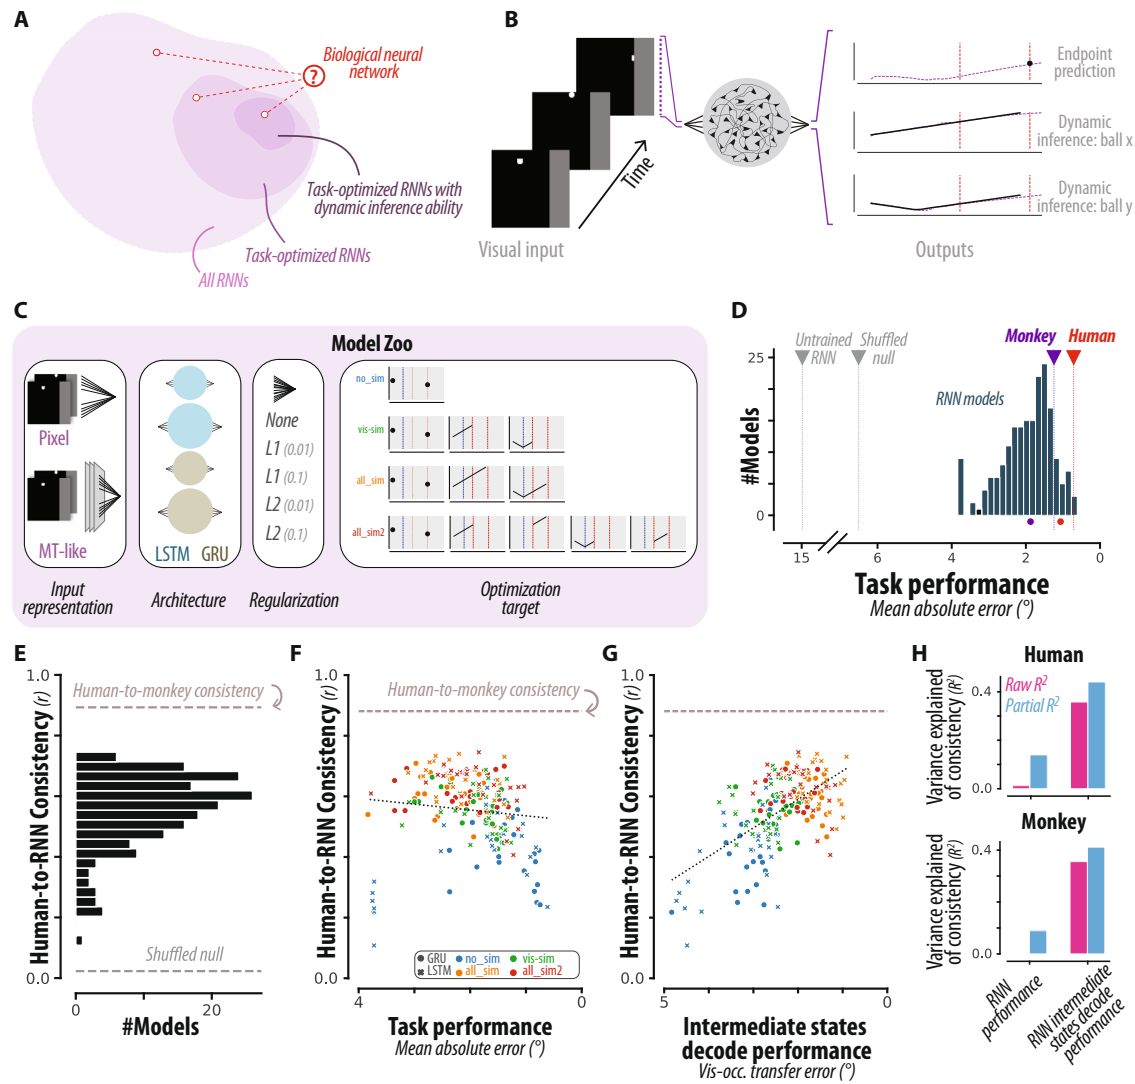 A
Biological neural
network
?
Task-optimized RNNs with
dynamic inference ability
Task-optimized RNNs
All RNNs
B
Time
Visual input
Endpoint
prediction
Dynamic
inference: ball x
Dynamic
inference: ball y
Outputs
C
Model Zoo
Pixel
MT-like
Input
representation
LSTM GRU
Architecture
None
L1 (0.01)
L1 (0.1)
L2 (0.01)
L2 (0.1)
Regularization
no_sim
vis-sim
all_sim
all_sim2
Optimization
target
D
Untrained
RNN
Shuffled
null
Monkey
Human
RNN models
25
0
#Models
15
6
4
2
0
Task performance
Mean absolute error (°)
E
1.0
0.0
Human-to-RNN Consistency (r)
Human-to-monkey consistency
Shuffled null
0
20
#Models
F
1.0
0.0
Human-to-RNN Consistency (r)
Human-to-monkey consistency
GRU
LSTM
no_sim
all_sim
vis-sim
all_sim2
4
0
Task performance
Mean absolute error (°)
G
1.0
0.0
Human-to-RNN Consistency (r)
5
0
Intermediate states
decode performance
Vis-occ. transfer error (°)
H
Human
Raw R²
Partial R²
0.4
0.0
Variance explained
of consistency (R²)
Monkey
0.4
0.0
Variance explained
of consistency (R²)
RNN
performance
RNN intermediate
states decode
performance